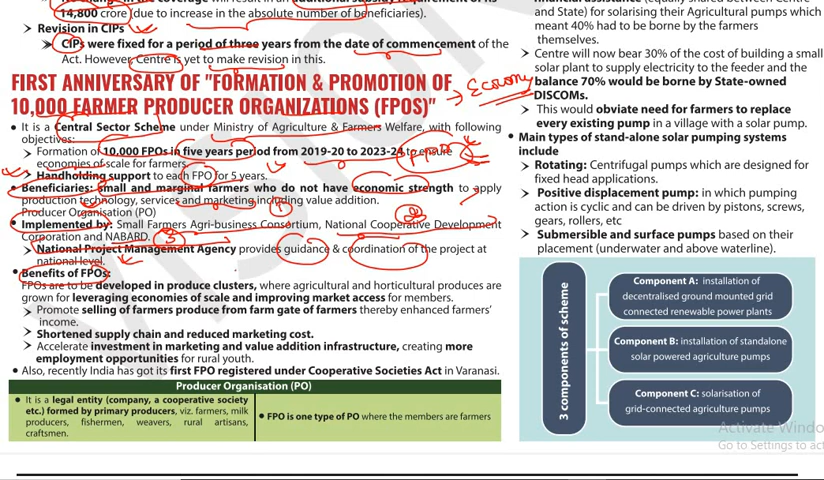 14,800 crore (due to increase in the absolute number of beneficiaries).
Revision in CIPs
CIPs were fixed for a period of three years from the date of commencement of the
Act. However, Centre is yet to make revision in this.
FIRST ANNIVERSARY OF "FORMATION & PROMOTION OF
10,000 FARMER PRODUCER ORGANIZATIONS (FPOS)"
• It is a Central Sector Scheme under Ministry of Agriculture & Farmers Welfare, with following
objectives:
Formation of 10,000 FPOs in five years period from 2019-20 to 2023-24 to ensure
economies of scale for farmers.
Handholding support to each FPO for 5 years.
• Beneficiaries: Small and marginal farmers who do not have economic strength to apply
production technology, services and marketing including value addition.
Producer Organisation (PO)
• Implemented by: Small Farmers Agri-business Consortium, National Cooperative Development
Corporation and NABARD.
National Project Management Agency provides guidance & coordination of the project at
national level.
• Benefits of FPOs:
FPOs are to be developed in produce clusters, where agricultural and horticultural produces are
grown for leveraging economies of scale and improving market access for members.
Promote selling of farmers produce from farm gate of farmers thereby enhanced farmers'
income.
Shortened supply chain and reduced marketing cost.
Accelerate investment in marketing and value addition infrastructure, creating more
employment opportunities for rural youth.
• Also, recently India has got its first FPO registered under Cooperative Societies Act in Varanasi.
Producer Organisation (PO)
• It is a legal entity (company, a cooperative society
etc.) formed by primary producers, viz. farmers, milk
producers, fishermen, weavers, rural artisans,
craftsmen.
• FPO is one type of PO where the members are farmers
Economy
1
2
3
and State) for solarising their Agricultural pumps which
meant 40% had to be borne by the farmers
themselves.
Centre will now bear 30% of the cost of building a small
solar plant to supply electricity to the feeder and the
balance 70% would be borne by State-owned
DISCOMs.
This would obviate need for farmers to replace
every existing pump in a village with a solar pump.
• Main types of stand-alone solar pumping systems
include
Rotating: Centrifugal pumps which are designed for
fixed head applications.
Positive displacement pump: in which pumping
action is cyclic and can be driven by pistons, screws,
gears, rollers, etc
Submersible and surface pumps based on their
placement (underwater and above waterline).
3 components of scheme
Component A: installation of
decentralised ground mounted grid
connected renewable power plants
Component B: installation of standalone
solar powered agriculture pumps
Component C: solarisation of
grid-connected agriculture pumps
Activate Windo
Go to Settings to act